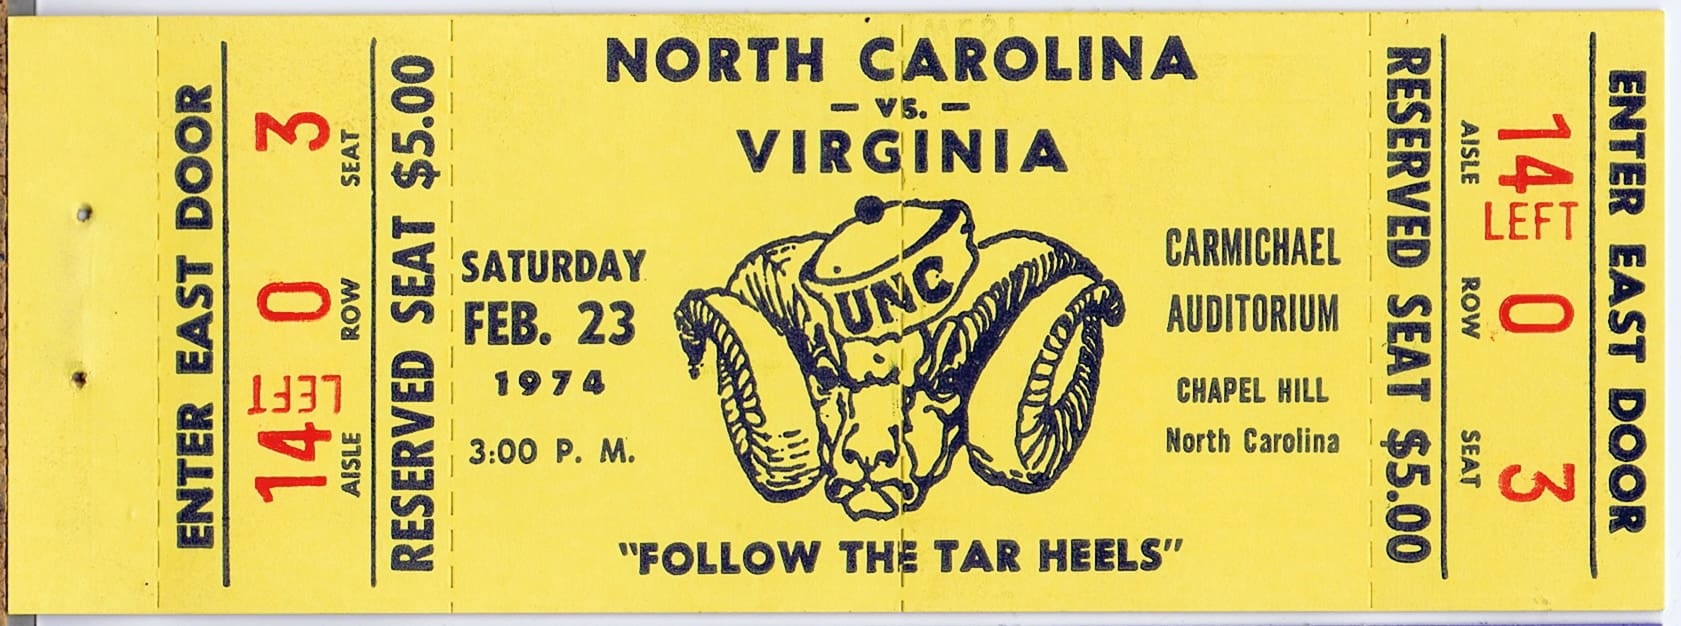 ENTER EAST DOOR
14 LEFT 0 3
AISLE ROW SEAT
RESERVED SEAT $5.00
NORTH CAROLINA
– VS. –
VIRGINIA
SATURDAY
FEB. 23
1974
3:00 P. M.
UNC
CARMICHAEL
AUDITORIUM
CHAPEL HILL
North Carolina
"FOLLOW THE TAR HEELS"
RESERVED SEAT $5.00
AISLE ROW SEAT
14 LEFT 0 3
ENTER EAST DOOR